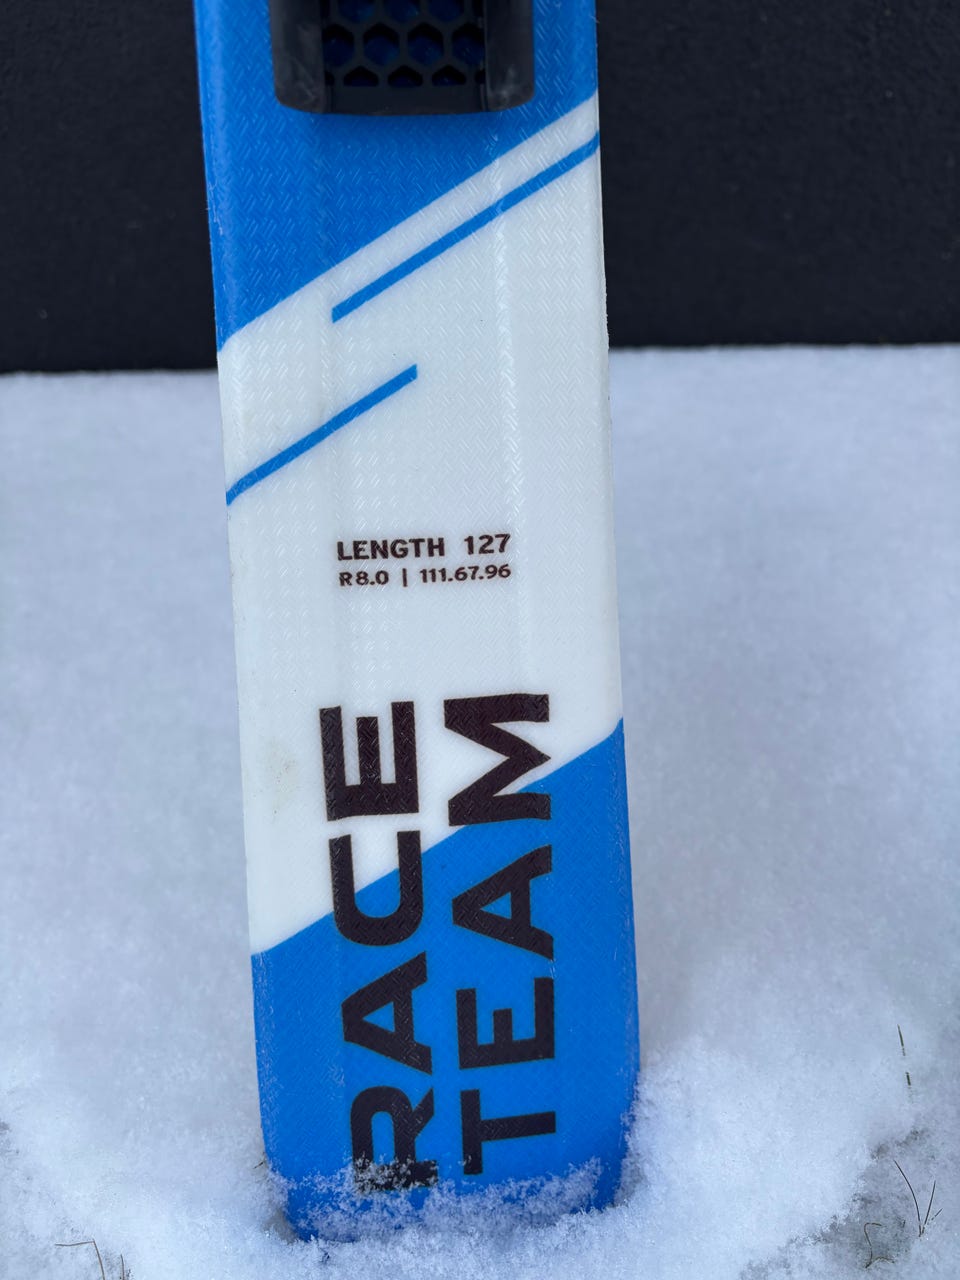 LENGTH 127
R8.0 | 111.67.96
RACE
TEAM